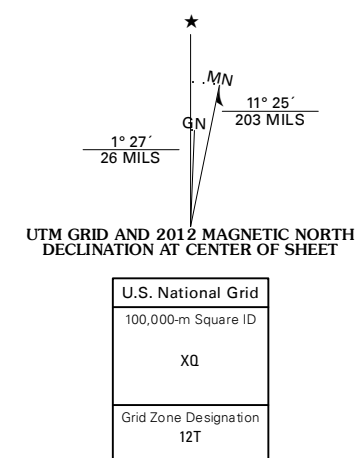 ★
MN
GN
11° 25´
203 MILS
1° 27´
26 MILS
UTM GRID AND 2012 MAGNETIC NORTH
DECLINATION AT CENTER OF SHEET
U.S. National Grid
100,000-m Square ID
XQ
Grid Zone Designation
12T